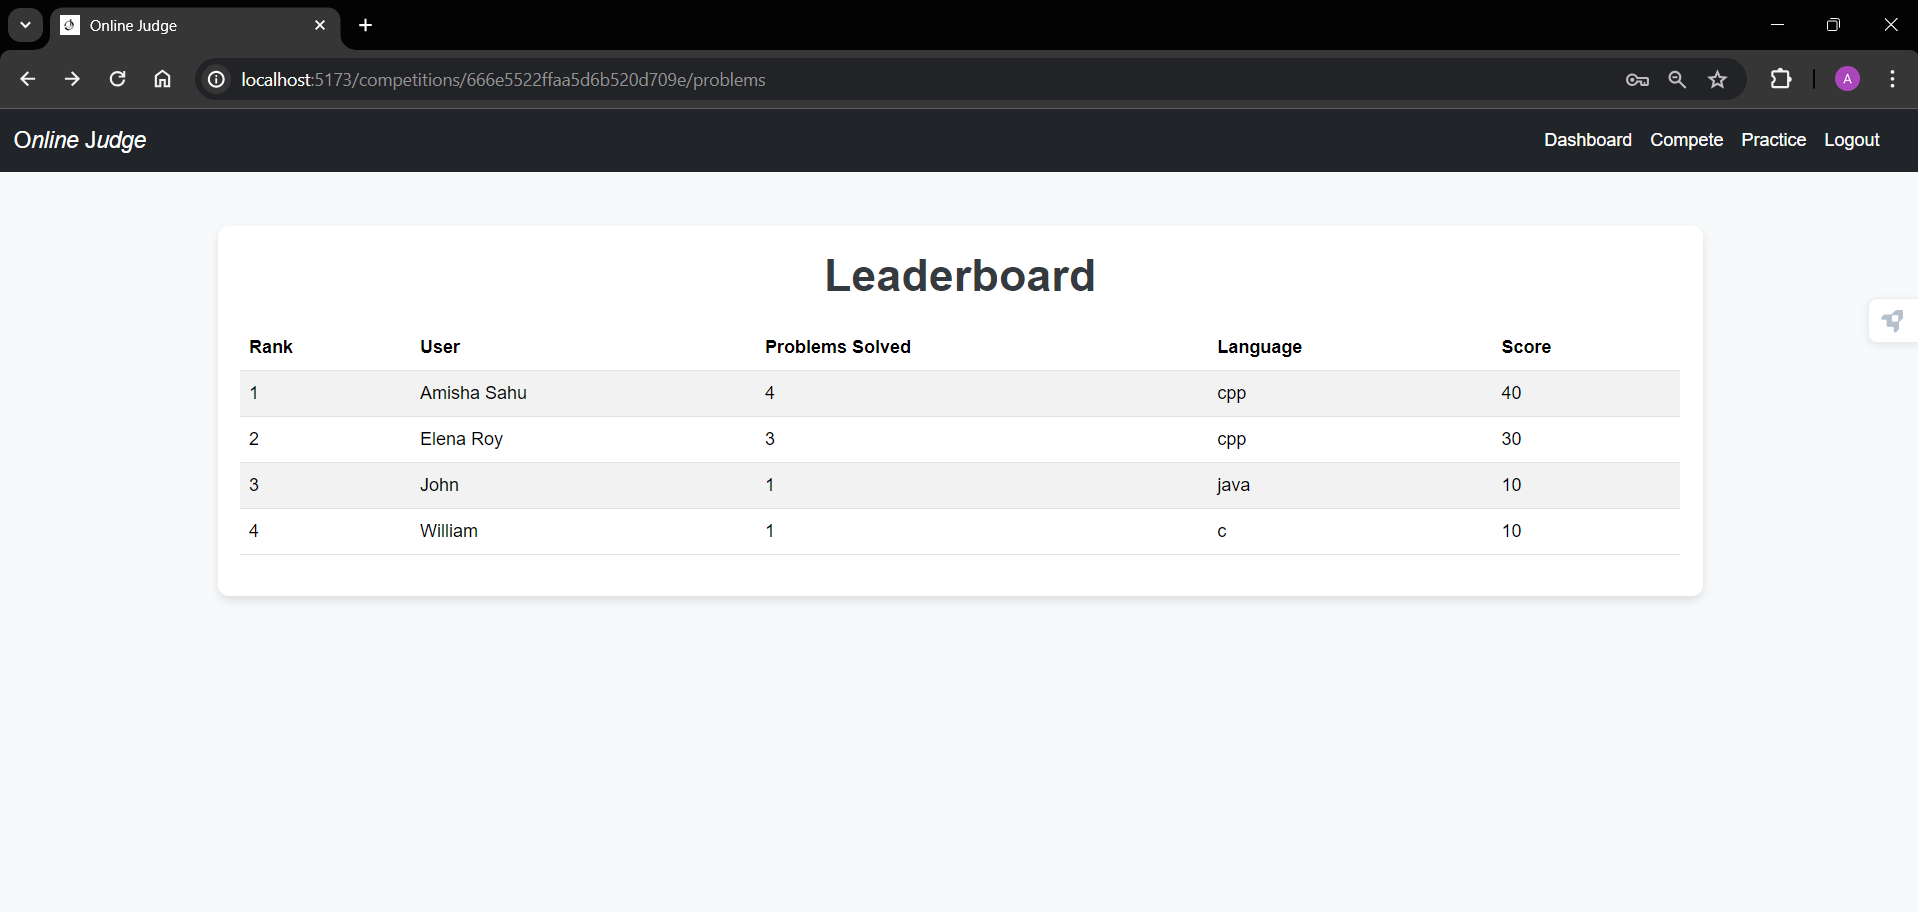 Online Judge
localhost:5173/competitions/666e5522ffaa5d6b520d709e/problems
A
Online Judge Dashboard Compete Practice Logout
Leaderboard
Rank User Problems Solved Language Score
1 Amisha Sahu 4 cpp 40
2 Elena Roy 3 cpp 30
3 John 1 java 10
4 William 1 c 10